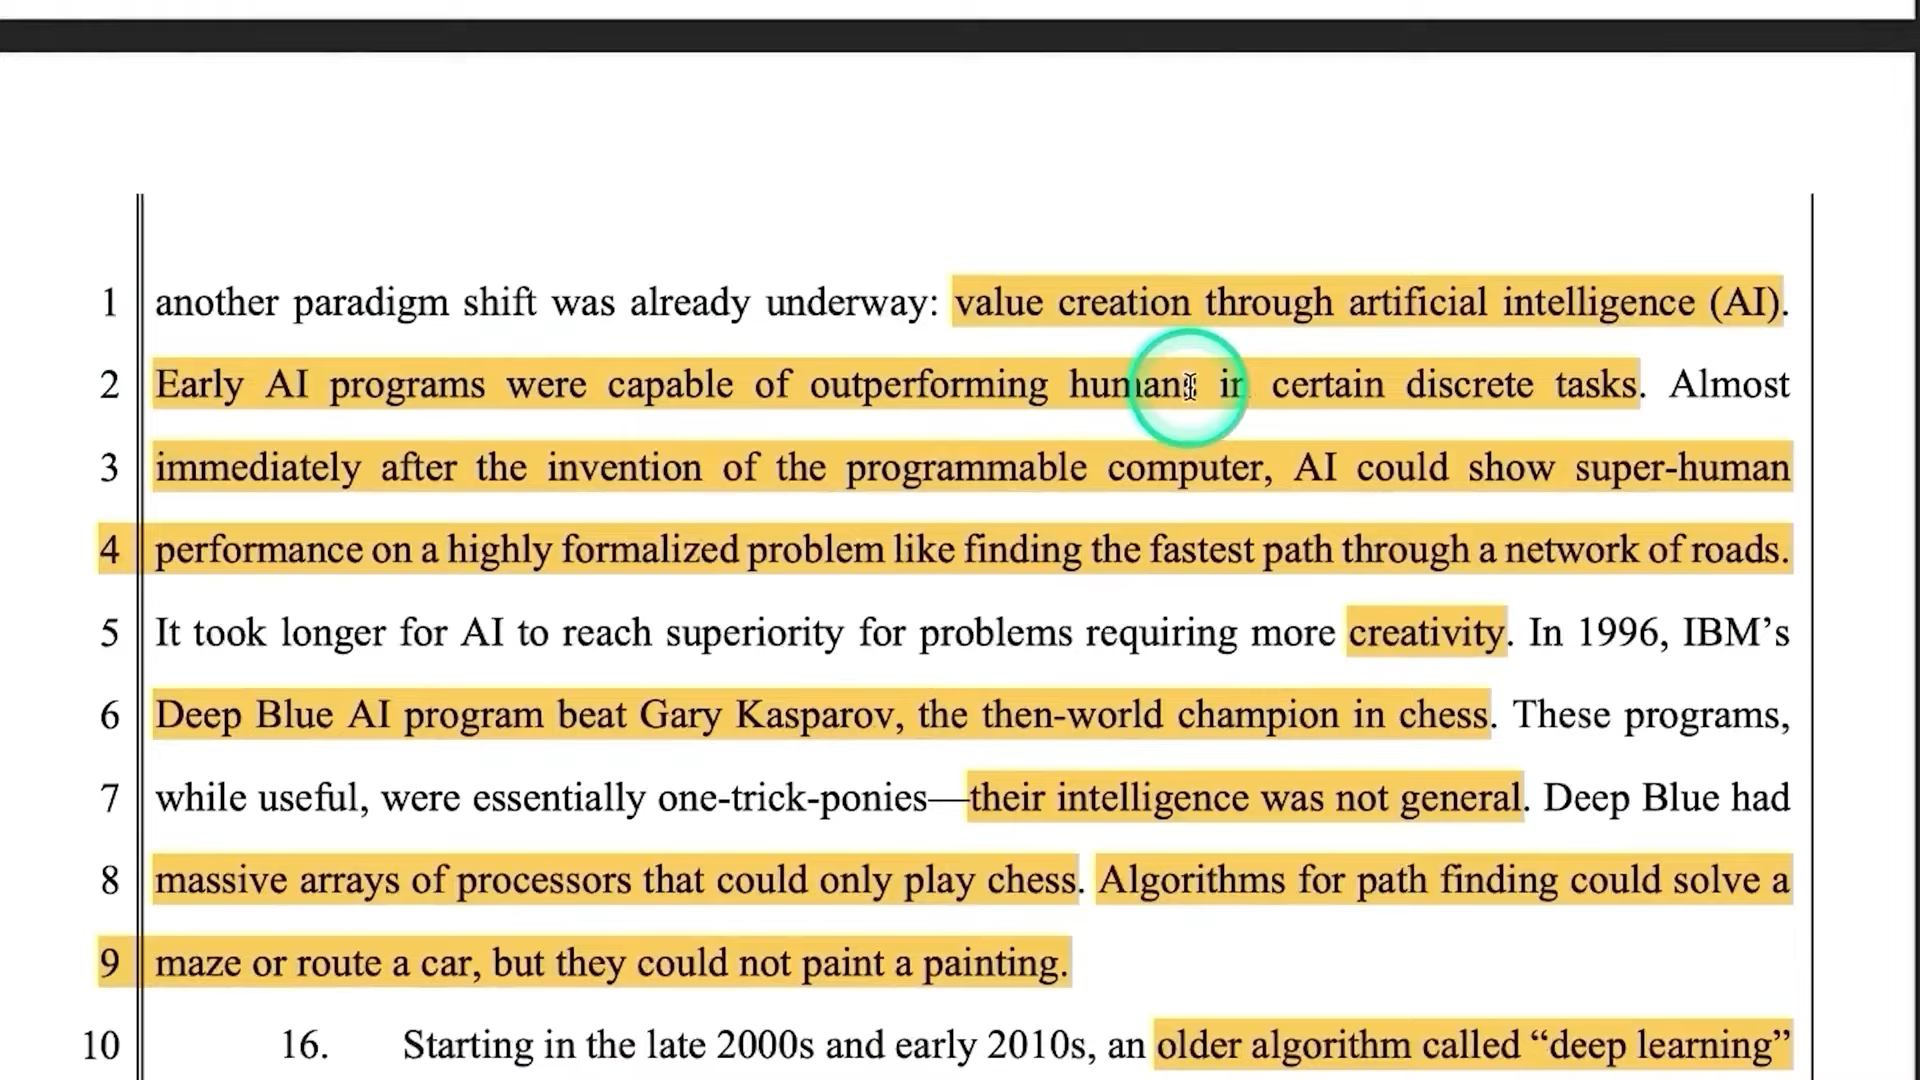 1 another paradigm shift was already underway: value creation through artificial intelligence (AI).
2 Early AI programs were capable of outperforming humans in certain discrete tasks. Almost
3 immediately after the invention of the programmable computer, AI could show super-human
4 performance on a highly formalized problem like finding the fastest path through a network of roads.
5 It took longer for AI to reach superiority for problems requiring more creativity. In 1996, IBM’s
6 Deep Blue AI program beat Gary Kasparov, the then-world champion in chess. These programs,
7 while useful, were essentially one-trick-ponies—their intelligence was not general. Deep Blue had
8 massive arrays of processors that could only play chess. Algorithms for path finding could solve a
9 maze or route a car, but they could not paint a painting.
10 16. Starting in the late 2000s and early 2010s, an older algorithm called “deep learning”